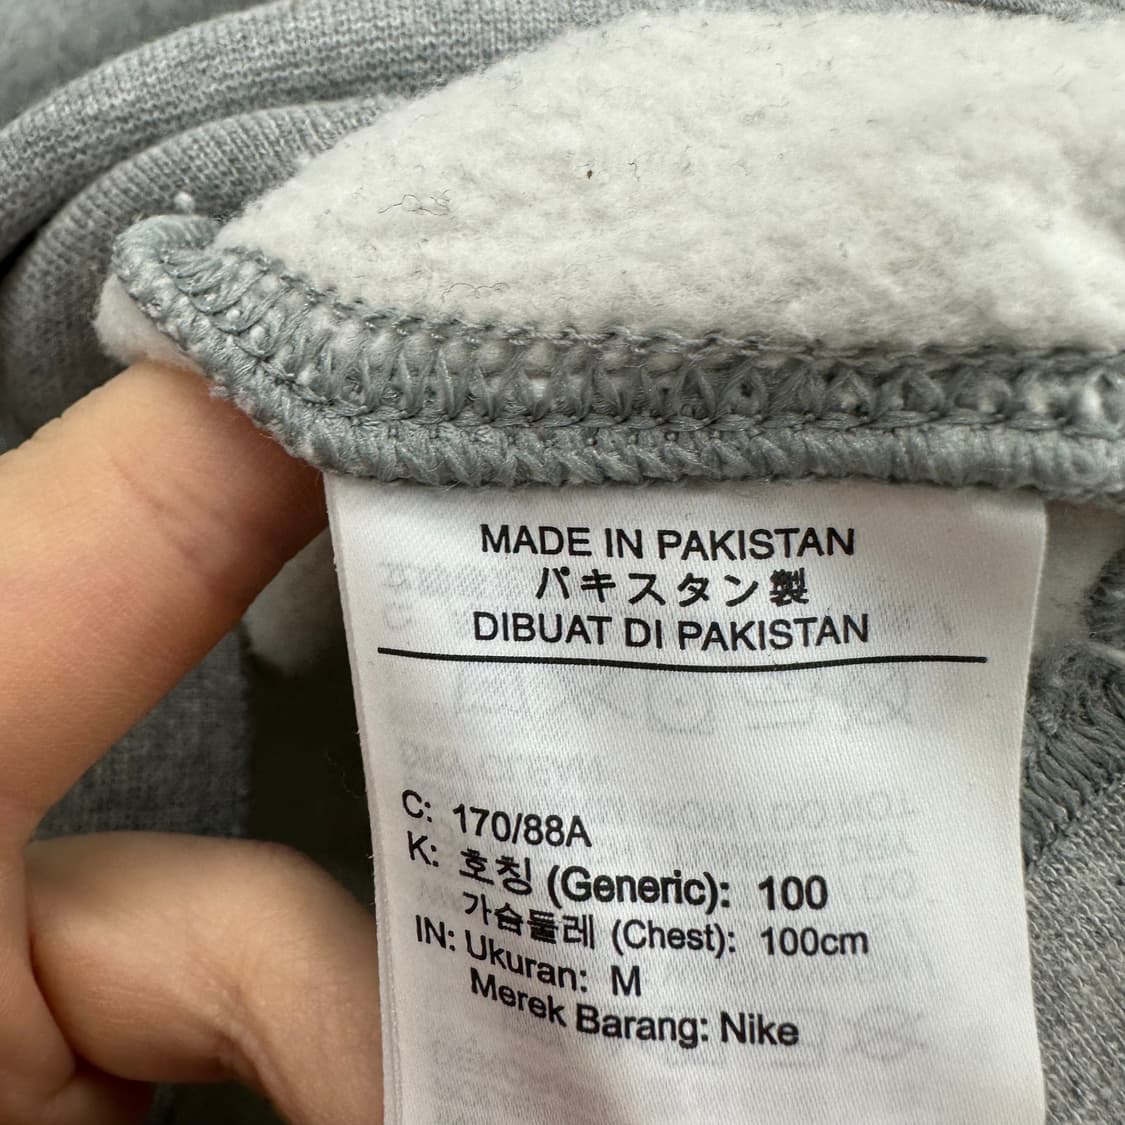 MADE IN PAKISTAN
パキスタン製
DIBUAT DI PAKISTAN
C: 170/88A
K: 호칭 (Generic): 100
가슴둘레 (Chest): 100cm
IN: Ukuran: M
Merek Barang: Nike